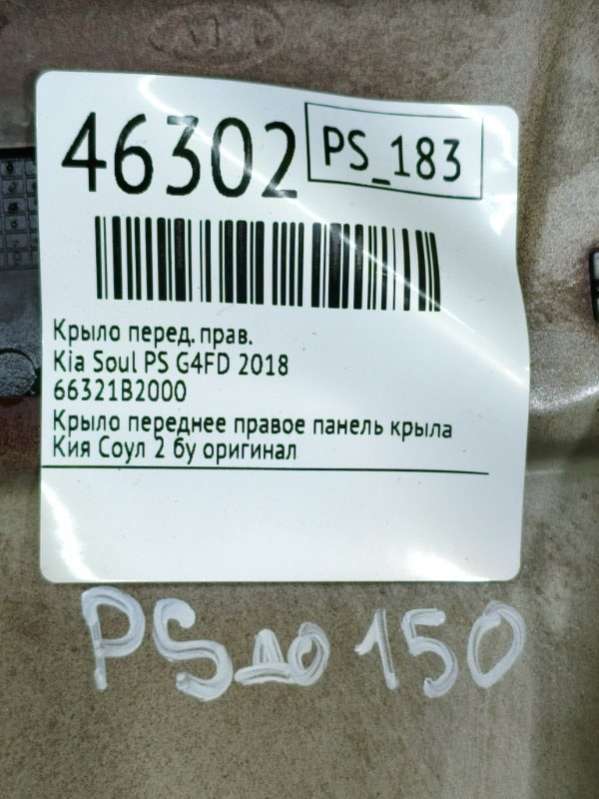 46302
PS_183
Крыло перед. прав.
Kia Soul PS G4FD 2018
66321B2000
Крыло переднее правое панель крыла
Кия Соул 2 бу оригинал
PS до 150